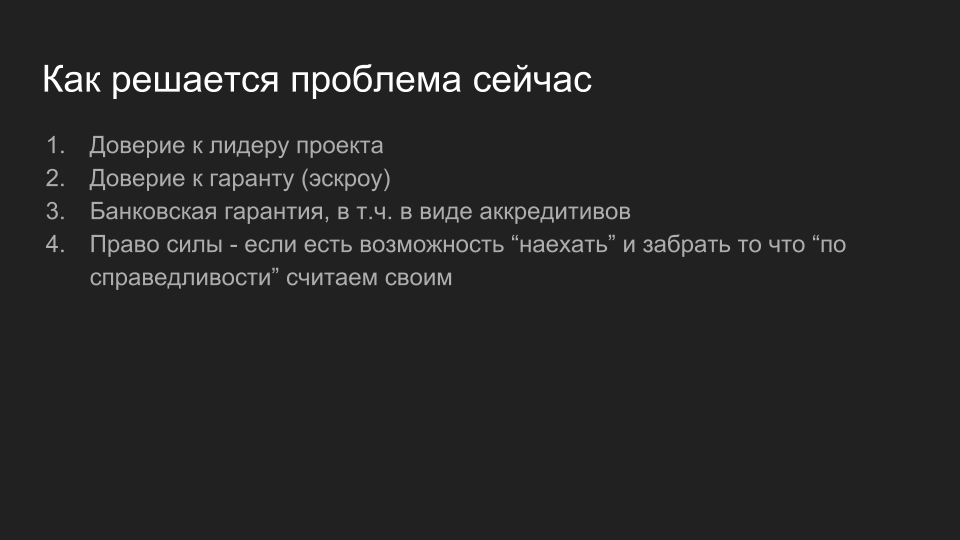 Как решается проблема сейчас
1. Доверие к лидеру проекта
2. Доверие к гаранту (эскроу)
3. Банковская гарантия, в т.ч. в виде аккредитивов
4. Право силы - если есть возможность “наехать” и забрать то что “по
справедливости” считаем своим